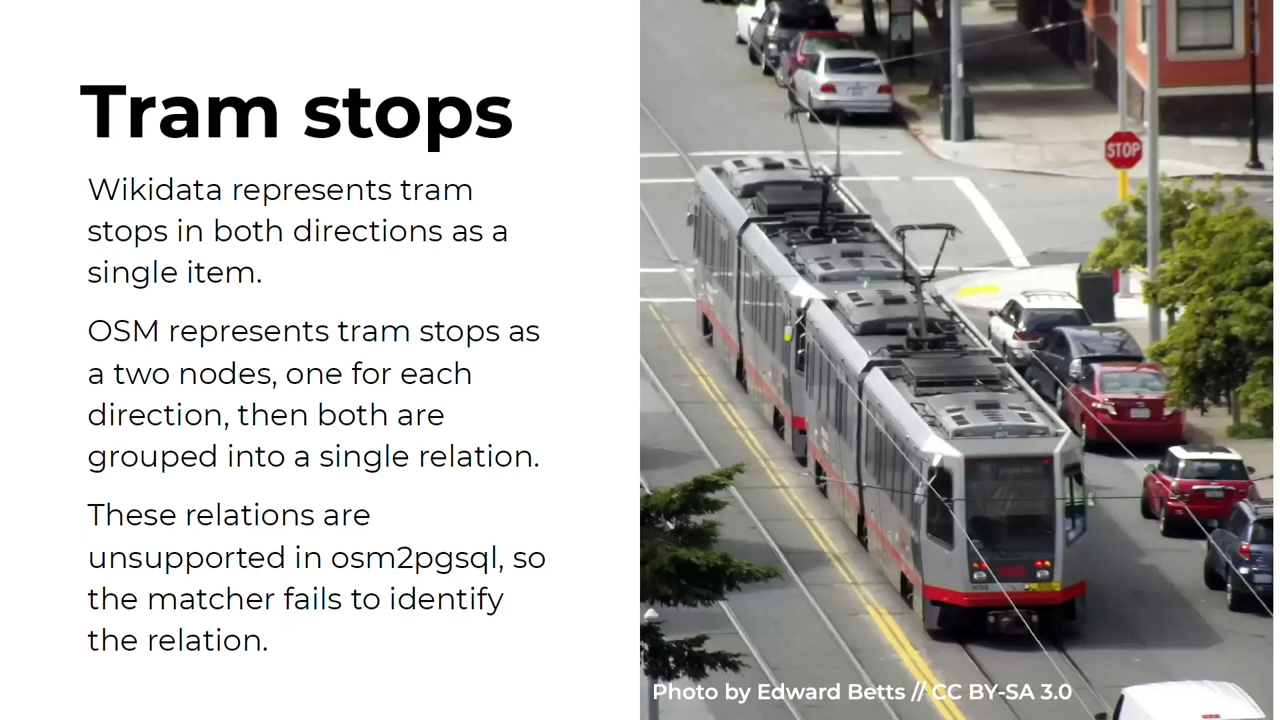 Tram stops
Wikidata represents tram
stops in both directions as a
single item.
OSM represents tram stops as
a two nodes, one for each
direction, then both are
grouped into a single relation.
These relations are
unsupported in osm2pgsql, so
the matcher fails to identify
the relation.
STOP
Photo by Edward Betts // CC BY-SA 3.0